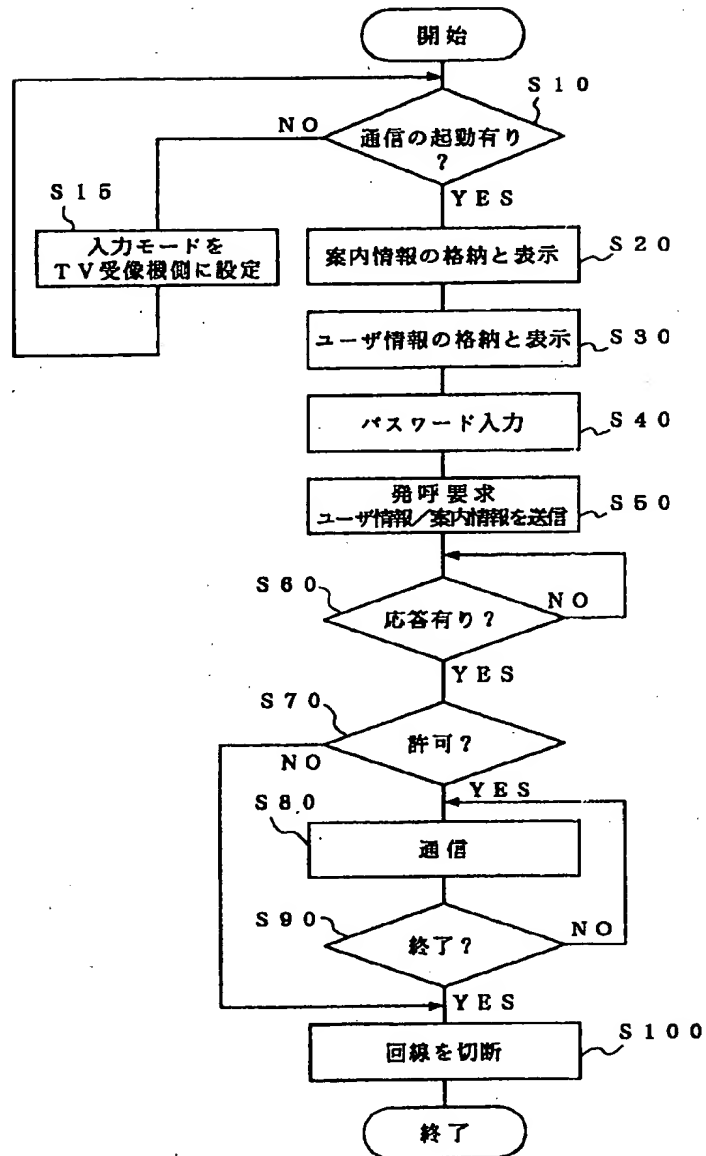 開始
S10
通信の起動有り
?
NO
YES
S15
入力モードを
TV受像機側に設定
案内情報の格納と表示
S20
ユーザ情報の格納と表示
S30
パスワード入力
S40
発呼要求
ユーザ情報/案内情報を送信
S50
S60
応答有り?
NO
YES
S70
許可?
NO
YES
S80
通信
S90
終了?
NO
YES
回線を切断
S100
終了